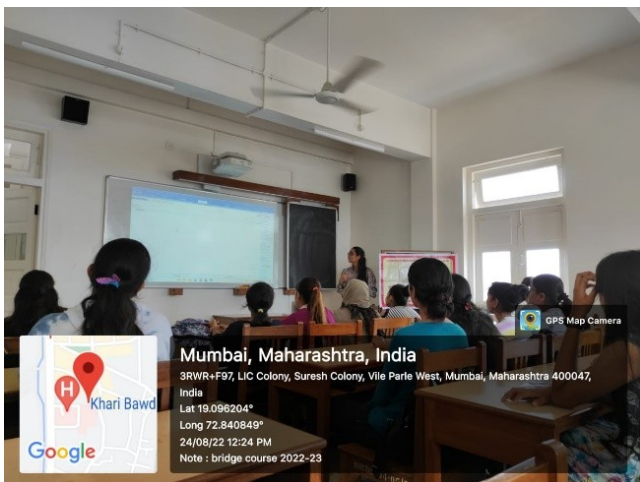 GPS Map Camera
Mumbai, Maharashtra, India
3RWR+F97, LIC Colony, Suresh Colony, Vile Parle West, Mumbai, Maharashtra 400047,
India
Lat 19.096204°
Long 72.840849°
24/08/22 12:24 PM
Note : bridge course 2022-23
H
Khari Bawd
Google